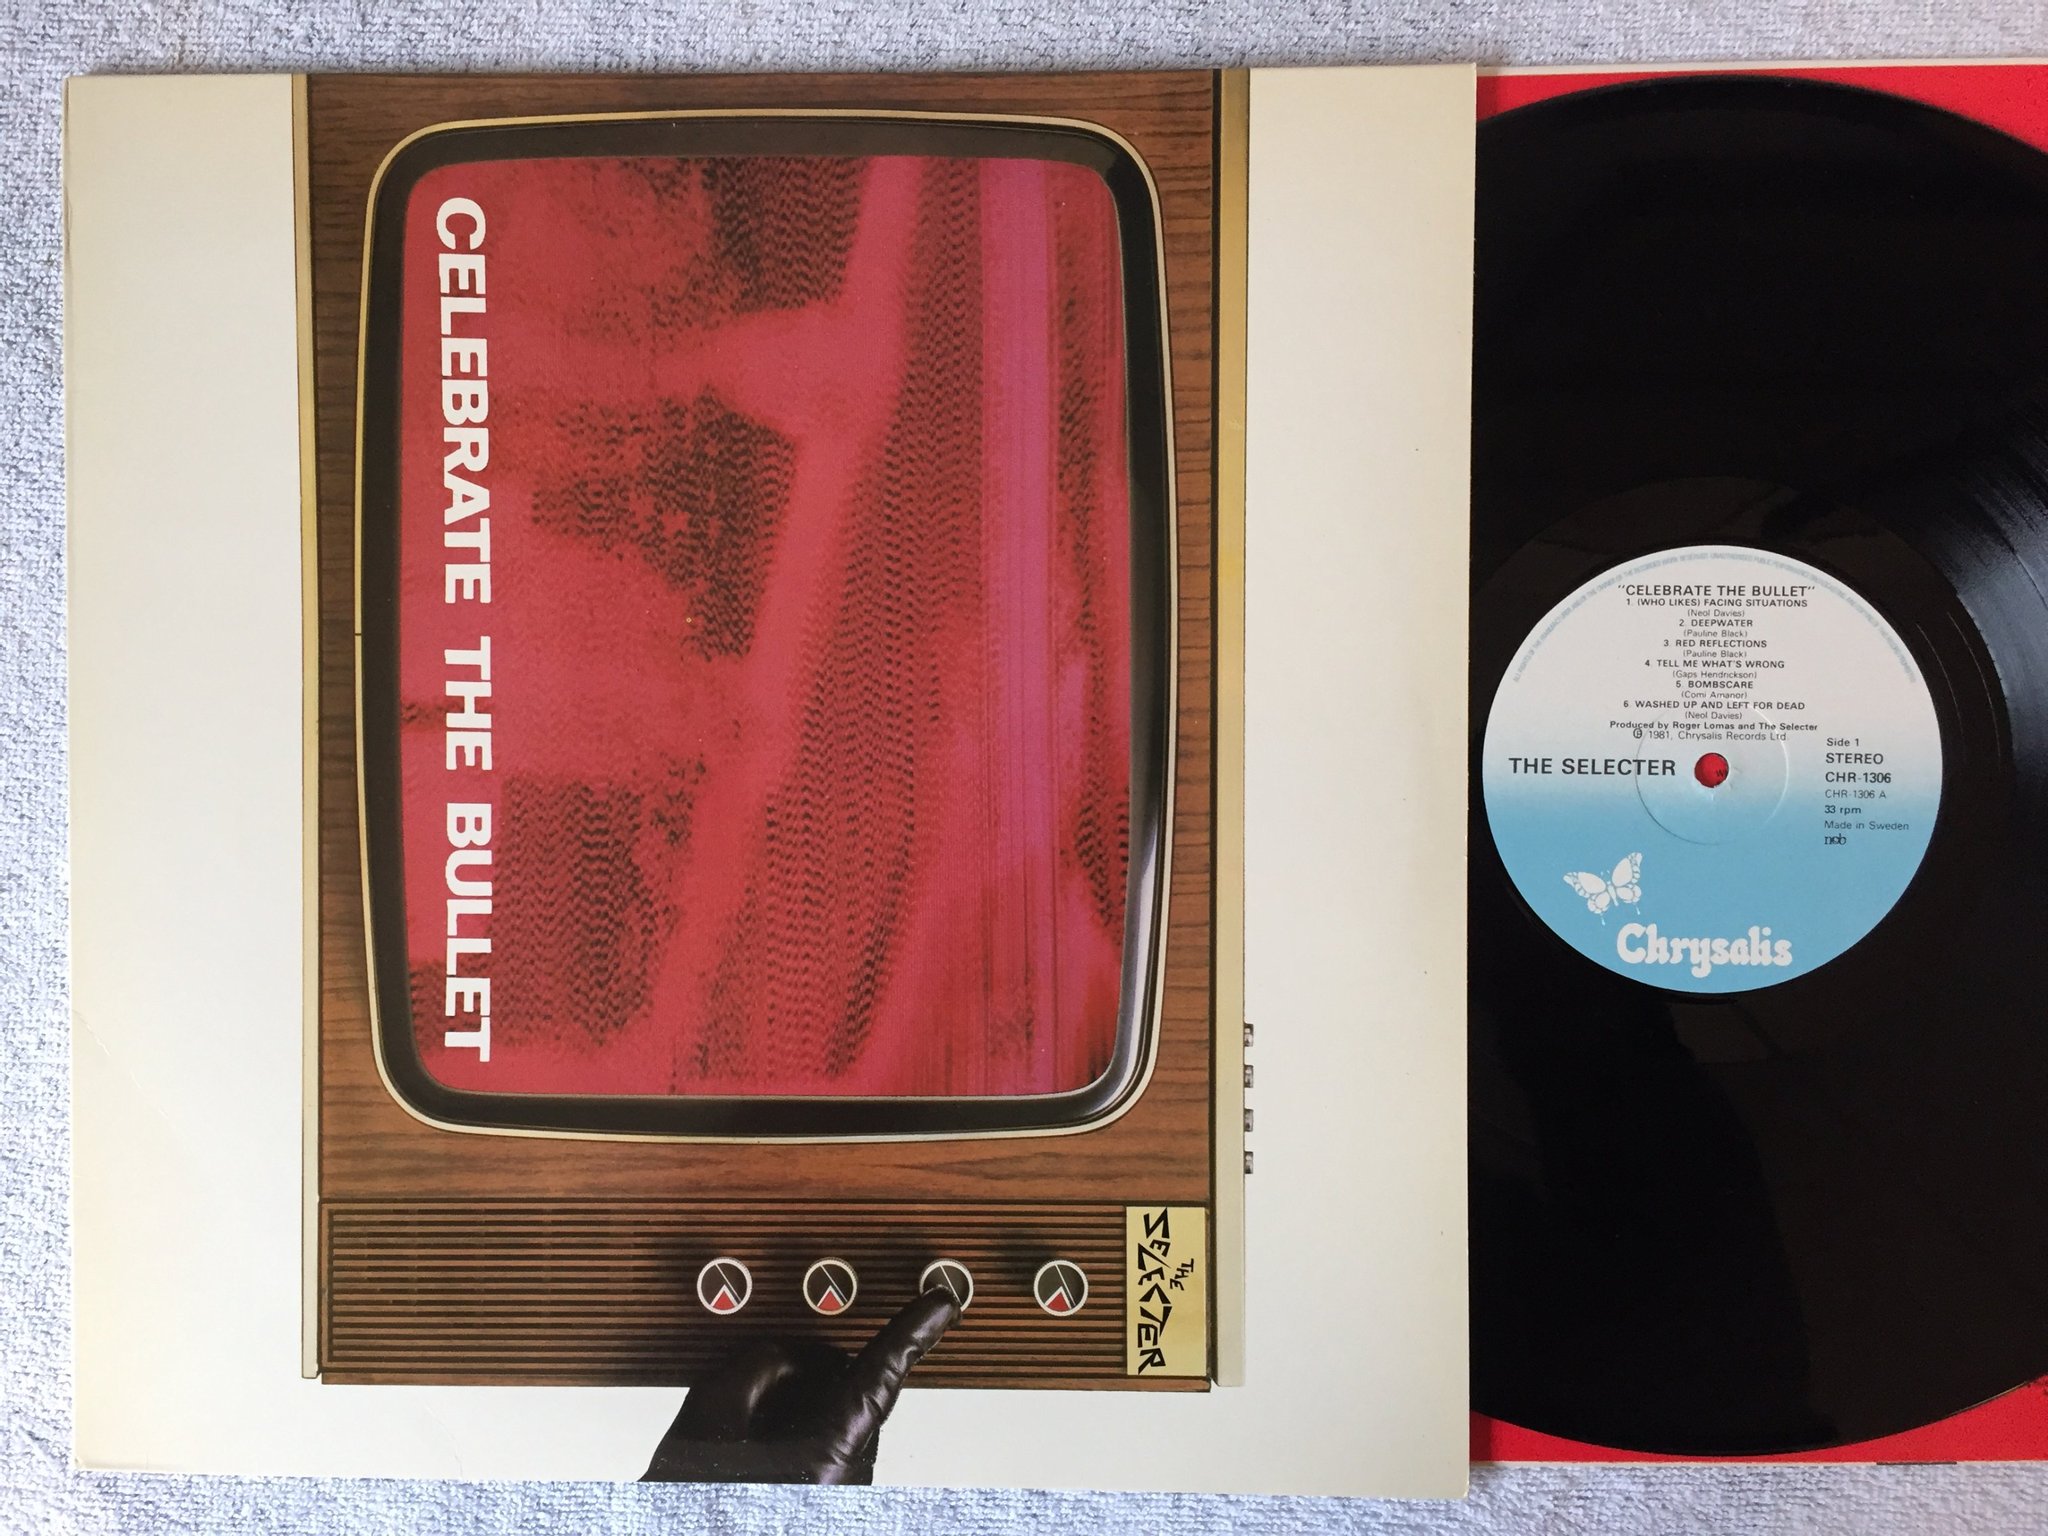 CELEBRATE THE BULLET
THE
SELECTER
"CELEBRATE THE BULLET"
1. (WHO LIKES) FACING SITUATIONS
(Neol Davies)
2. DEEPWATER
(Pauline Black)
3. RED REFLECTIONS
(Pauline Black)
4. TELL ME WHAT'S WRONG
(Gaps Hendrickson)
5. BOMBSCARE
(Comi Amanor)
6. WASHED UP AND LEFT FOR DEAD
(Neol Davies)
Produced by Roger Lomas and The Selecter
℗ 1981, Chrysalis Records Ltd.
THE SELECTER
Side 1
STEREO
CHR-1306
CHR-1306 A
33 rpm
Made in Sweden
ncb
Chrysalis